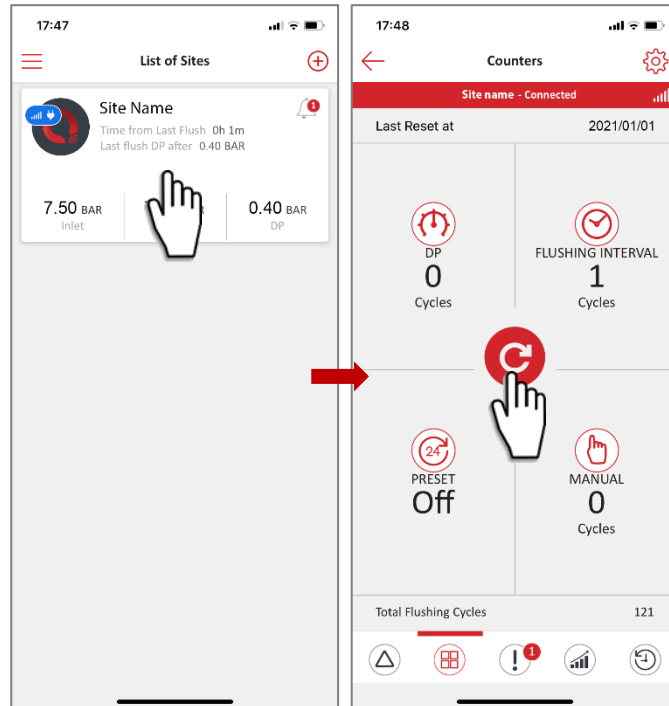 17:47
List of Sites
Site Name
1
Time from Last Flush 0h 1m
Last flush DP after 0.40 BAR
7.50 BAR
0.40 BAR
Inlet
DP
17:48
Counters
Site name - Connected
Last Reset at 2021/01/01
DP
0
Cycles
FLUSHING INTERVAL
1
Cycles
24
PRESET
Off
MANUAL
0
Cycles
Total Flushing Cycles 121
1